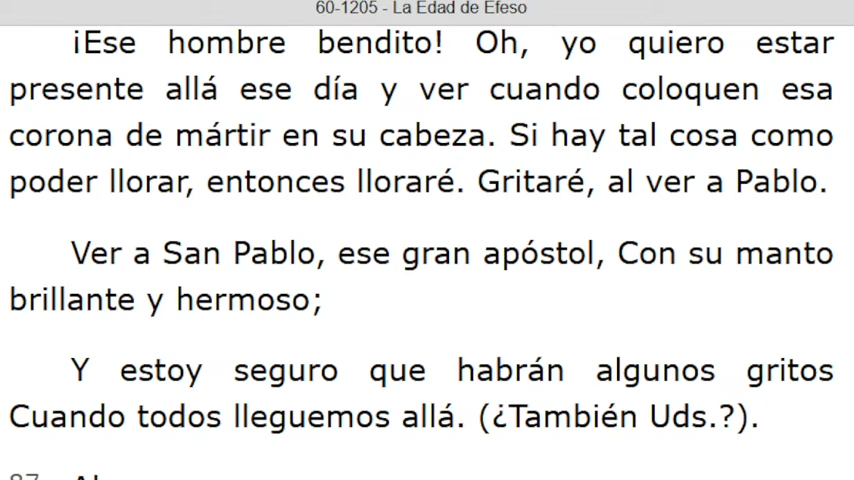 60-1205 - La Edad de Efeso
¡Ese hombre bendito! Oh, yo quiero estar
presente allá ese día y ver cuando coloquen esa
corona de mártir en su cabeza. Si hay tal cosa como
poder llorar, entonces lloraré. Gritaré, al ver a Pablo.
Ver a San Pablo, ese gran apóstol, Con su manto
brillante y hermoso;
Y estoy seguro que habrán algunos gritos
Cuando todos lleguemos allá. (¿También Uds.?).